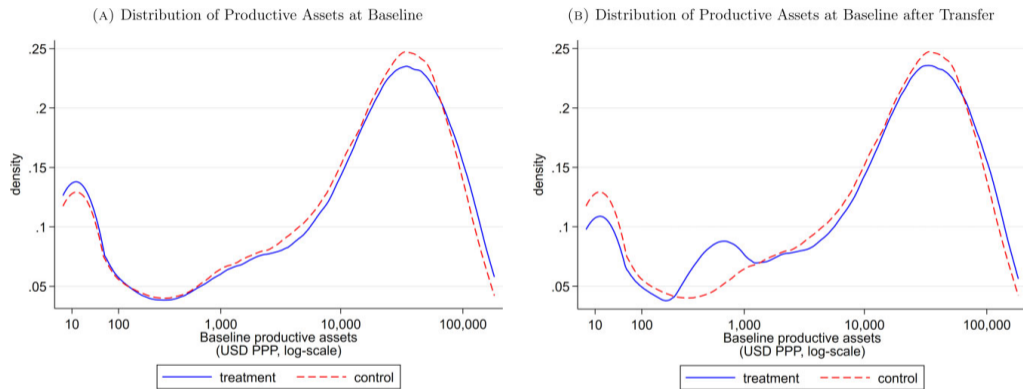 (A) Distribution of Productive Assets at Baseline
.25
.2
.15
.1
.05
density
10 100 1,000 10,000 100,000
Baseline productive assets
(USD PPP, log-scale)
treatment control
(B) Distribution of Productive Assets at Baseline after Transfer
.25
.2
.15
.1
.05
density
10 100 1,000 10,000 100,000
Baseline productive assets
(USD PPP, log-scale)
treatment control